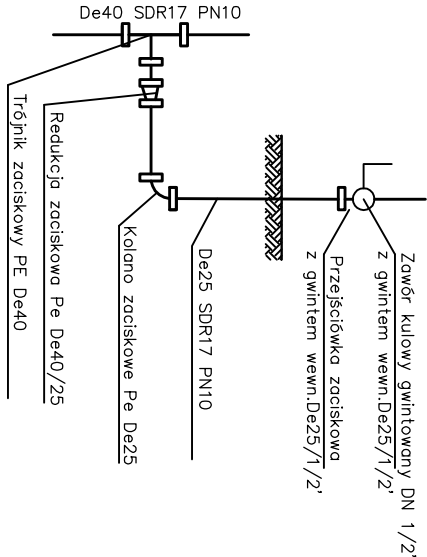 De40 SDR17 PN10
Trójnik zaciskowy PE De40
Redukcja zaciskowa Pe De40/25
Kolano zaciskowe Pe De25
De25 SDR17 PN10
Przejściówka zaciskowa
z gwintem wewn.De25/1/2'
Zawór kulowy gwintowany DN 1/2'
z gwintem wewn.De25/1/2'